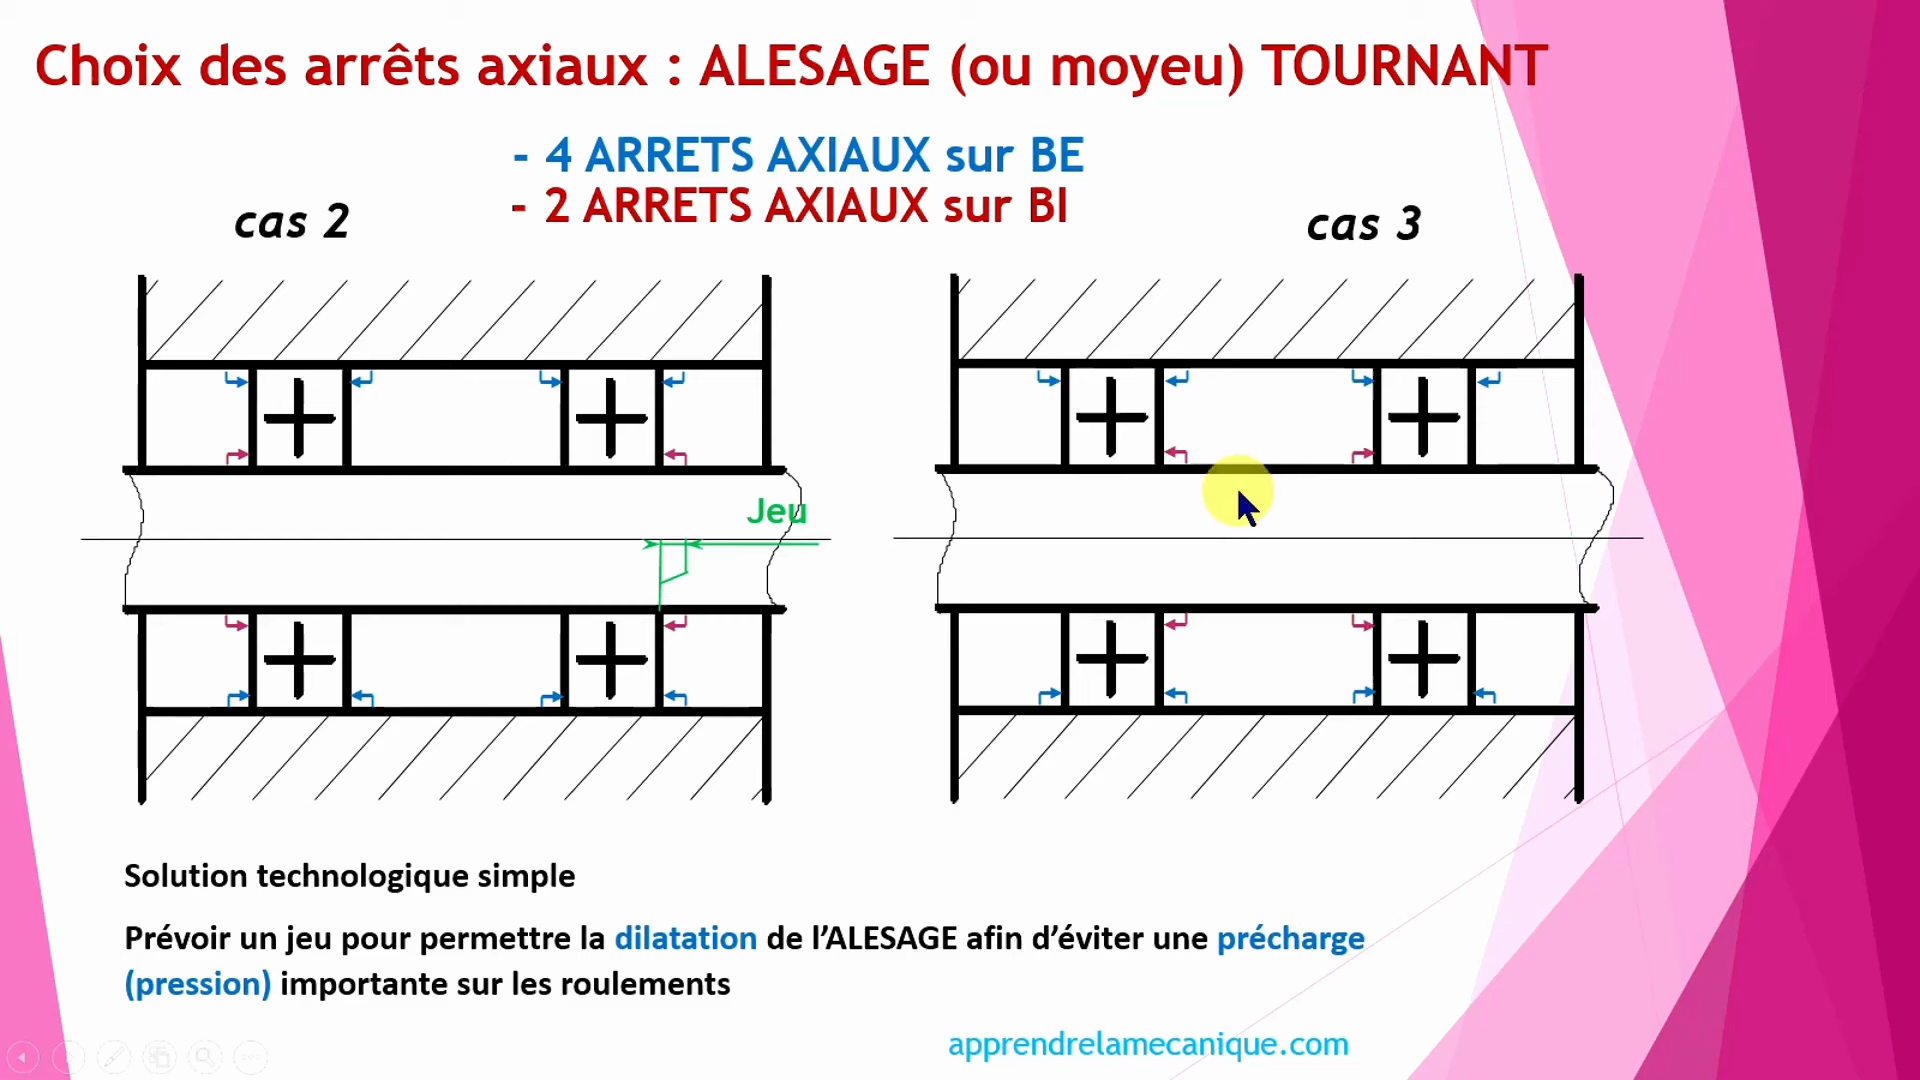 Choix des arrêts axiaux : ALESAGE (ou moyeu) TOURNANT
- 4 ARRETS AXIAUX sur BE
- 2 ARRETS AXIAUX sur BI
cas 2
cas 3
Jeu
Solution technologique simple
Prévoir un jeu pour permettre la dilatation de l’ALESAGE afin d’éviter une précharge
(pression) importante sur les roulements
apprendrelamecanique.com